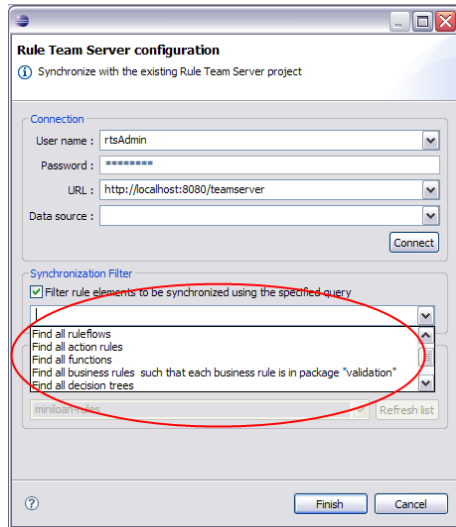 Rule Team Server configuration
Synchronize with the existing Rule Team Server project
Connection
User name : rtsAdmin
Password : ********
URL : http://localhost:8080/teamserver
Data source :
Connect
Synchronization Filter
Filter rule elements to be synchronized using the specified query
Find all ruleflows
Find all action rules
Find all functions
Find all business rules such that each business rule is in package "validation"
Find all decision trees
miniloan-rules Refresh list
Finish Cancel